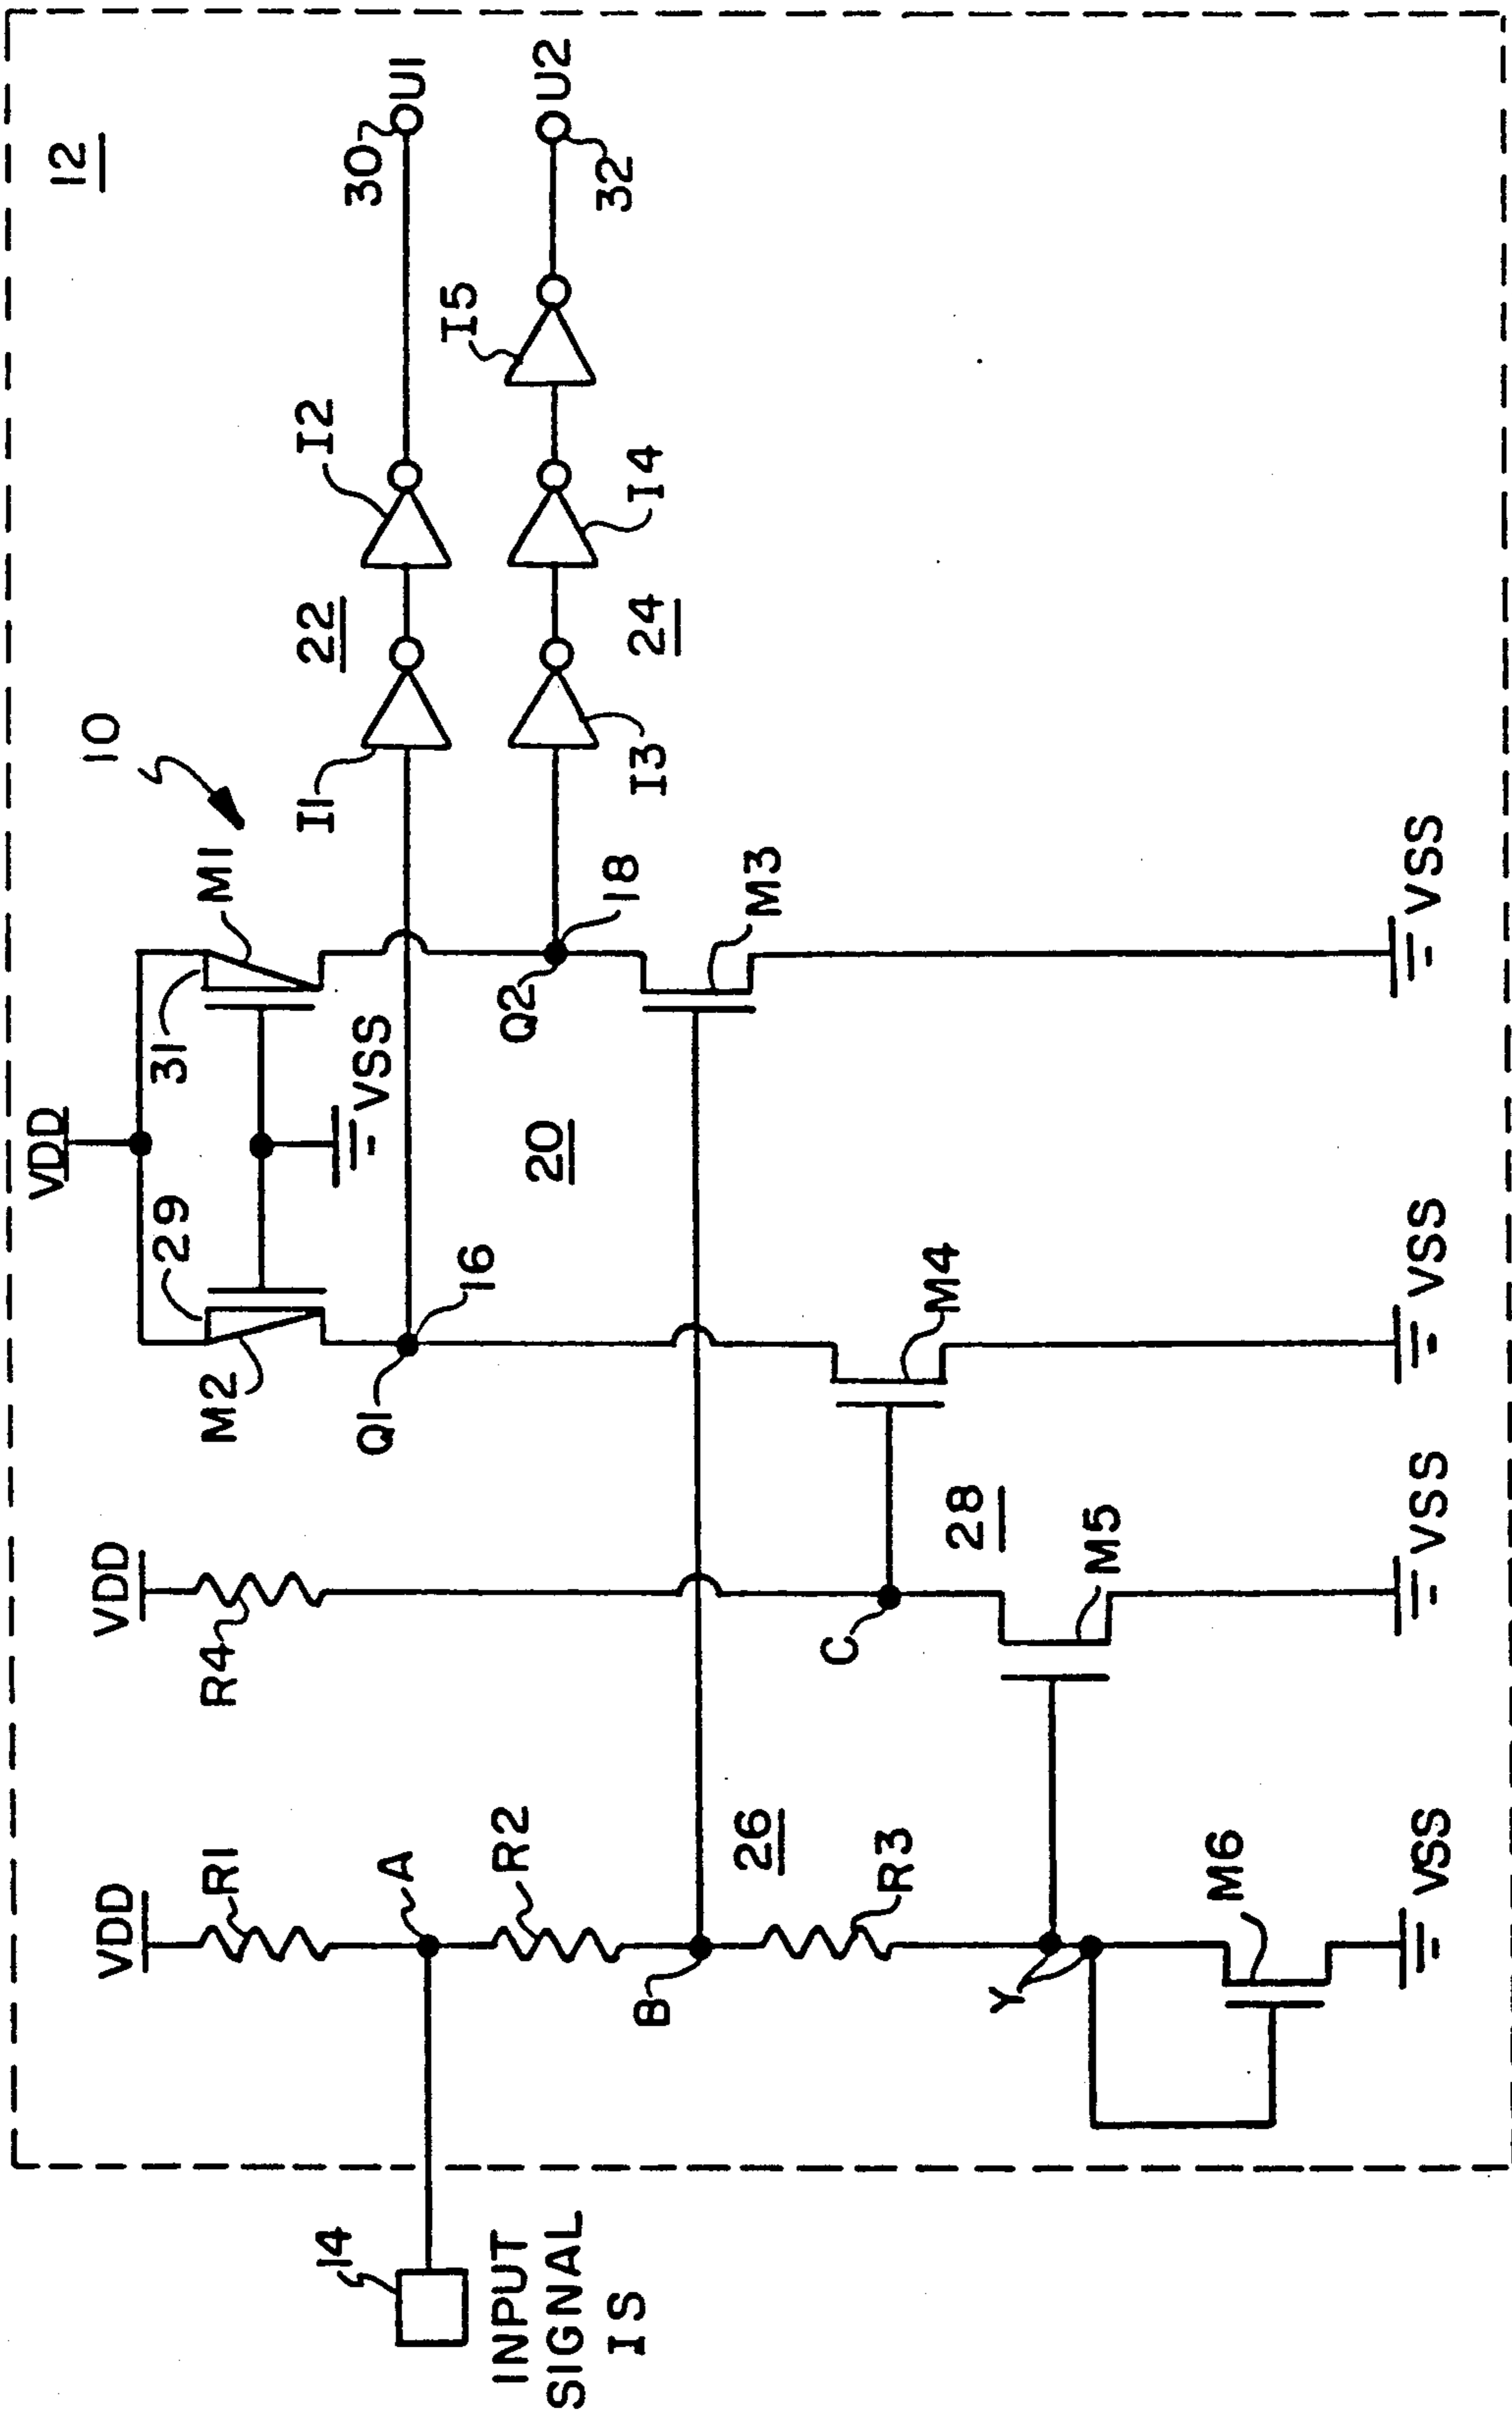 12
10
VDD
VDD
VDD
R1
R4
M2
29
31
M1
VSS
I1
22
I2
30
U1
A
Q1
16
14
INPUT
SIGNAL
IS
R2
20
Q2
18
I3
24
I4
I5
32
U2
B
26
R3
C
28
M4
M3
Y
M5
M6
VSS
VSS
VSS
VSS